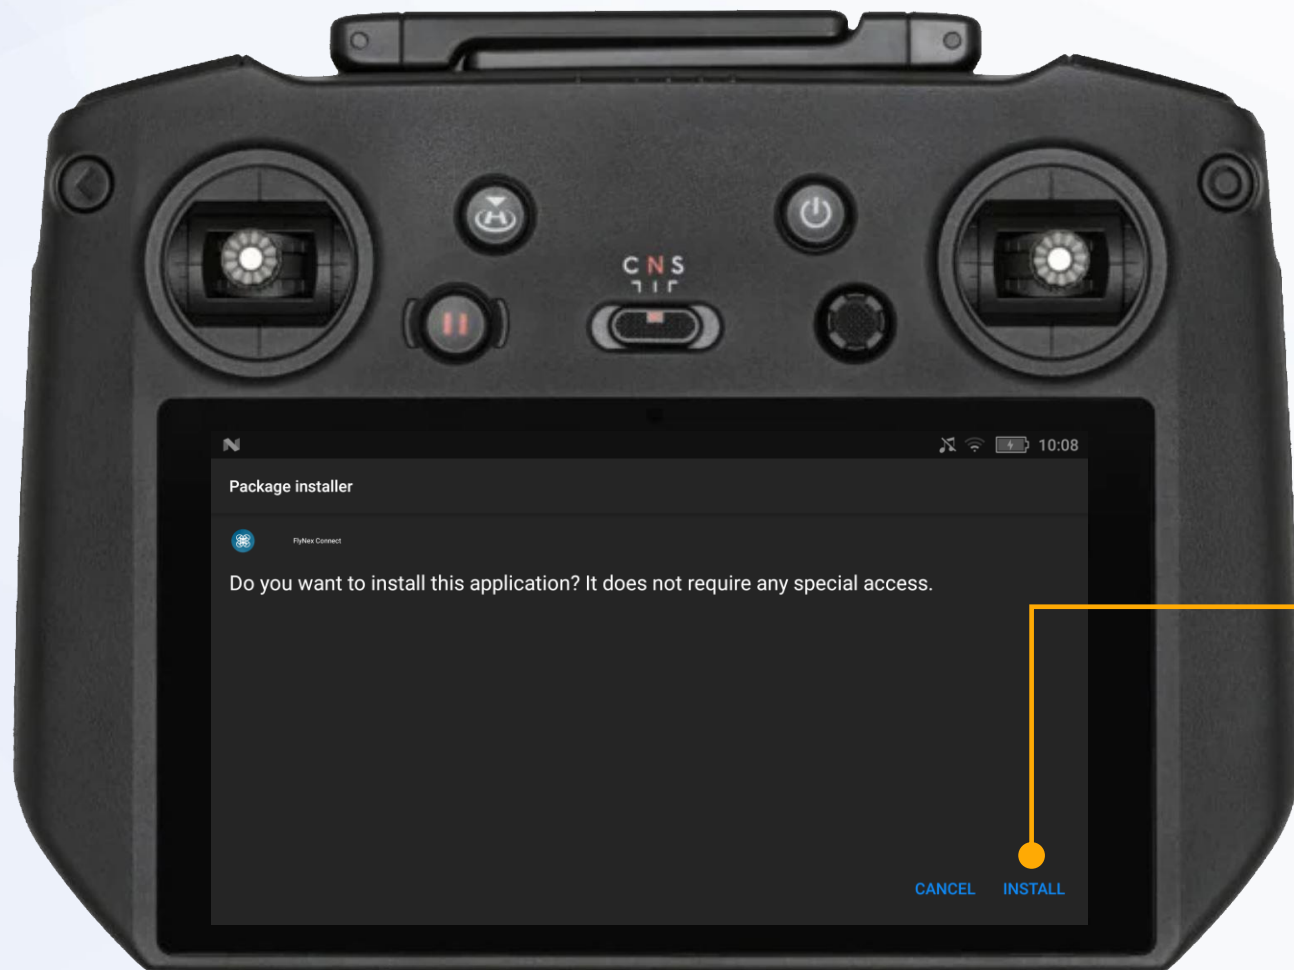 C N S
10:08
Package installer
FlyNex Connect
Do you want to install this application? It does not require any special access.
CANCEL INSTALL